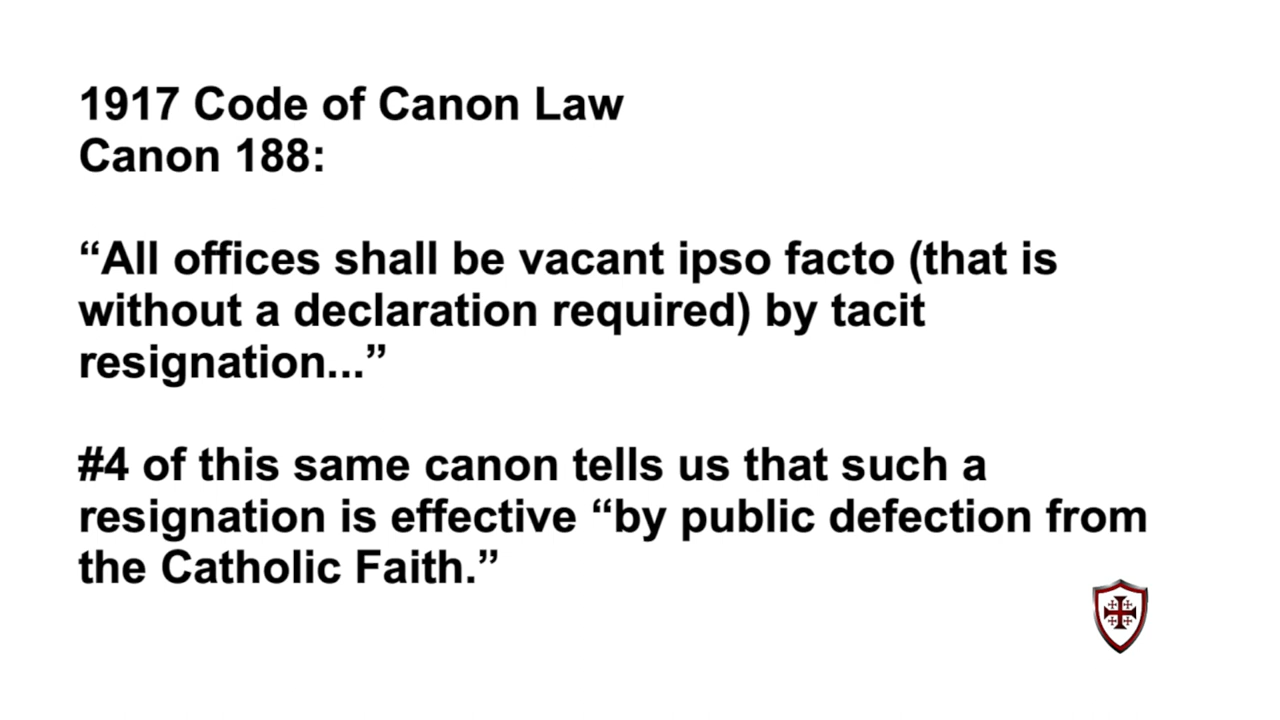 1917 Code of Canon Law
Canon 188:
“All offices shall be vacant ipso facto (that is
without a declaration required) by tacit
resignation...”
#4 of this same canon tells us that such a
resignation is effective “by public defection from
the Catholic Faith.”